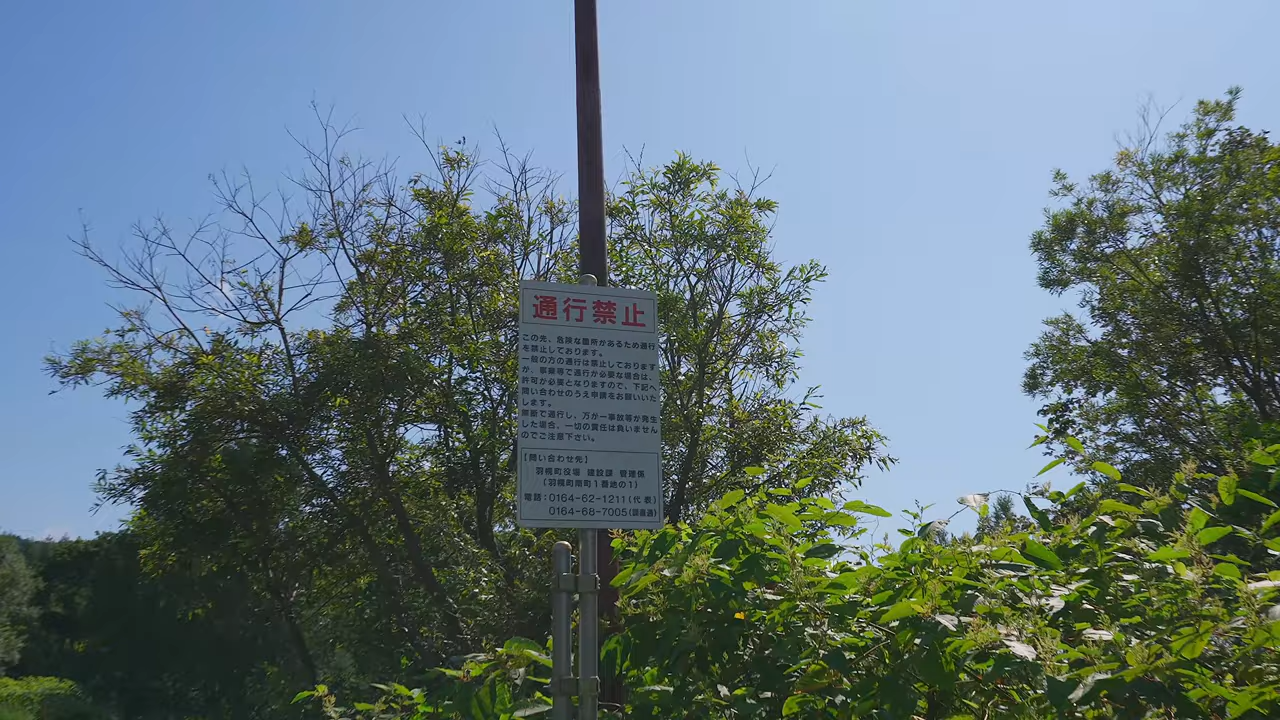 通行禁止
この先、危険な箇所があるため通行
を禁止しております。
一般の方の通行は禁止しております
が、事業等で通行が必要な場合は、
許可が必要となりますので、下記へ
問い合わせのうえ申請をお願いいた
します。
無断で通行し、万が一事故等が発生
した場合、一切の責任は負いません
のでご注意下さい。
【問い合わせ先】
羽幌町役場 建設課 管理係
(羽幌町南町1番地の1)
電話:0164-62-1211(代表)
0164-68-7005(課直通)